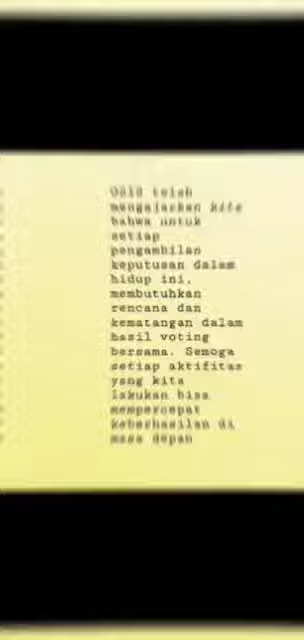 telah
mengajarkan kita
bahwa untuk
setiap
pengambilan
keputusan dalam
hidup ini,
membutuhkan
rencana dan
kematangan dalam
hasil voting
bersama. Semoga
setiap aktifitas
yang kita
lakukan bisa
mempercepat
keberhasilan di
masa depan